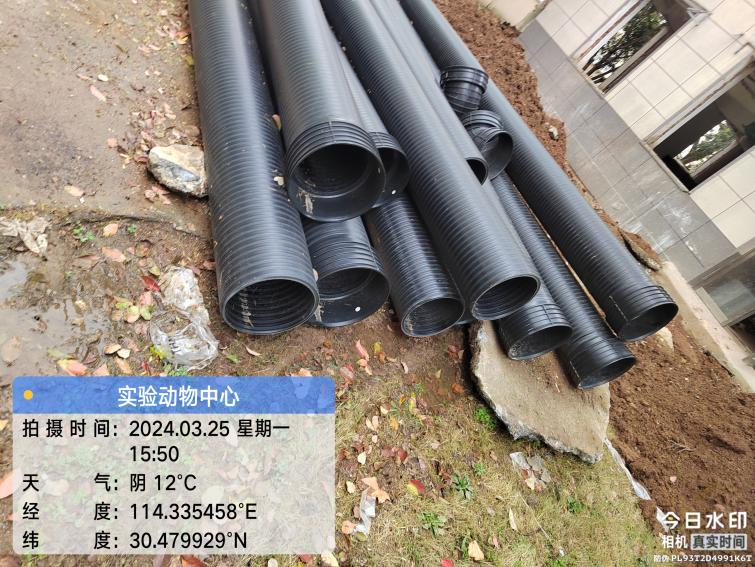 实验动物中心
拍摄时间：2024.03.25 星期一
15:50
天气：阴 12°C
经度：114.335458°E
纬度：30.479929°N
今日水印
相机 真实时间
防伪 PL93T2D4991K6T